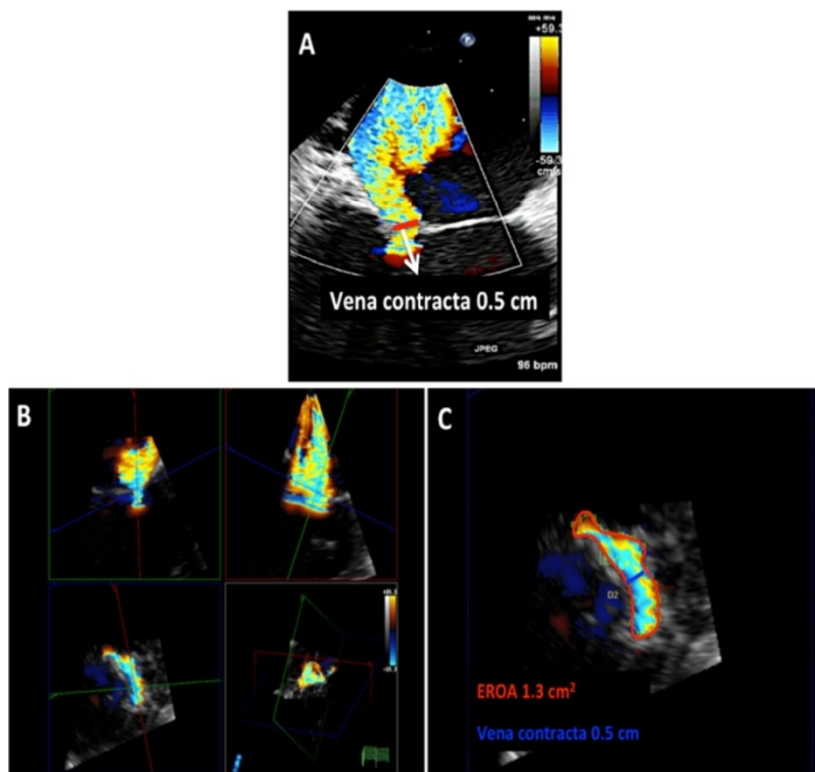 A
+59.3
-59.3
cm/s
Vena contracta 0.5 cm
JPEG
96 bpm
B
C
D2
EROA 1.3 cm²
Vena contracta 0.5 cm